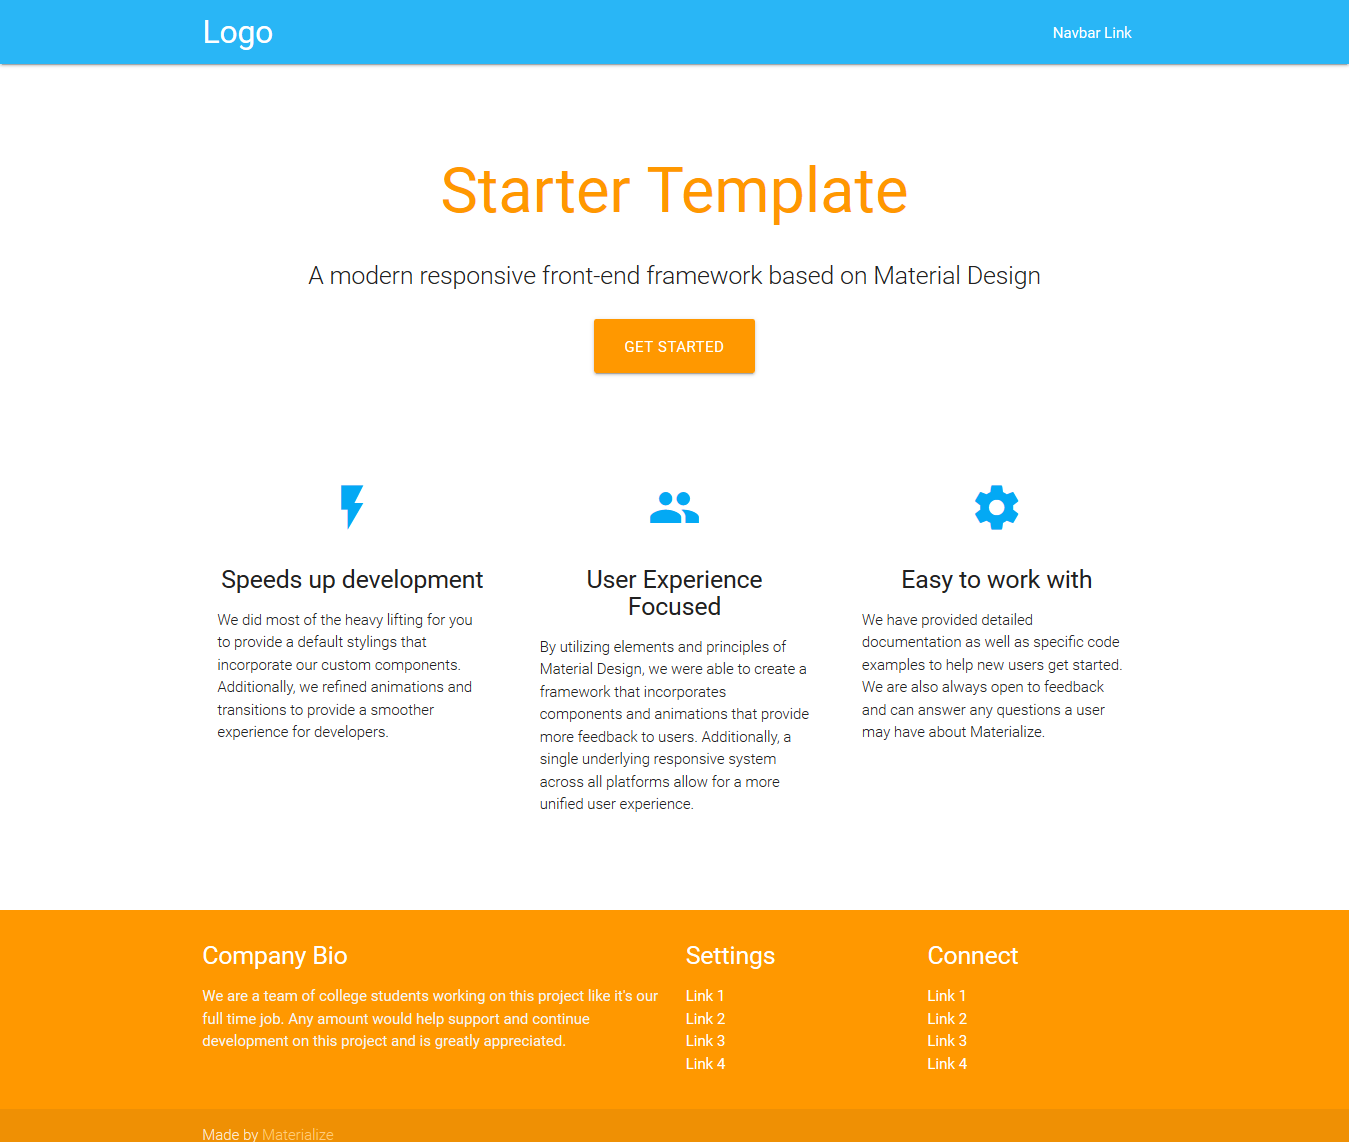 Logo
Navbar Link
Starter Template
A modern responsive front-end framework based on Material Design
GET STARTED
Speeds up development
We did most of the heavy lifting for you
to provide a default stylings that
incorporate our custom components.
Additionally, we refined animations and
transitions to provide a smoother
experience for developers.
User Experience
Focused
By utilizing elements and principles of
Material Design, we were able to create a
framework that incorporates
components and animations that provide
more feedback to users. Additionally, a
single underlying responsive system
across all platforms allow for a more
unified user experience.
Easy to work with
We have provided detailed
documentation as well as specific code
examples to help new users get started.
We are also always open to feedback
and can answer any questions a user
may have about Materialize.
Company Bio
We are a team of college students working on this project like it's our
full time job. Any amount would help support and continue
development on this project and is greatly appreciated.
Settings
Link 1
Link 2
Link 3
Link 4
Connect
Link 1
Link 2
Link 3
Link 4
Made by Materialize